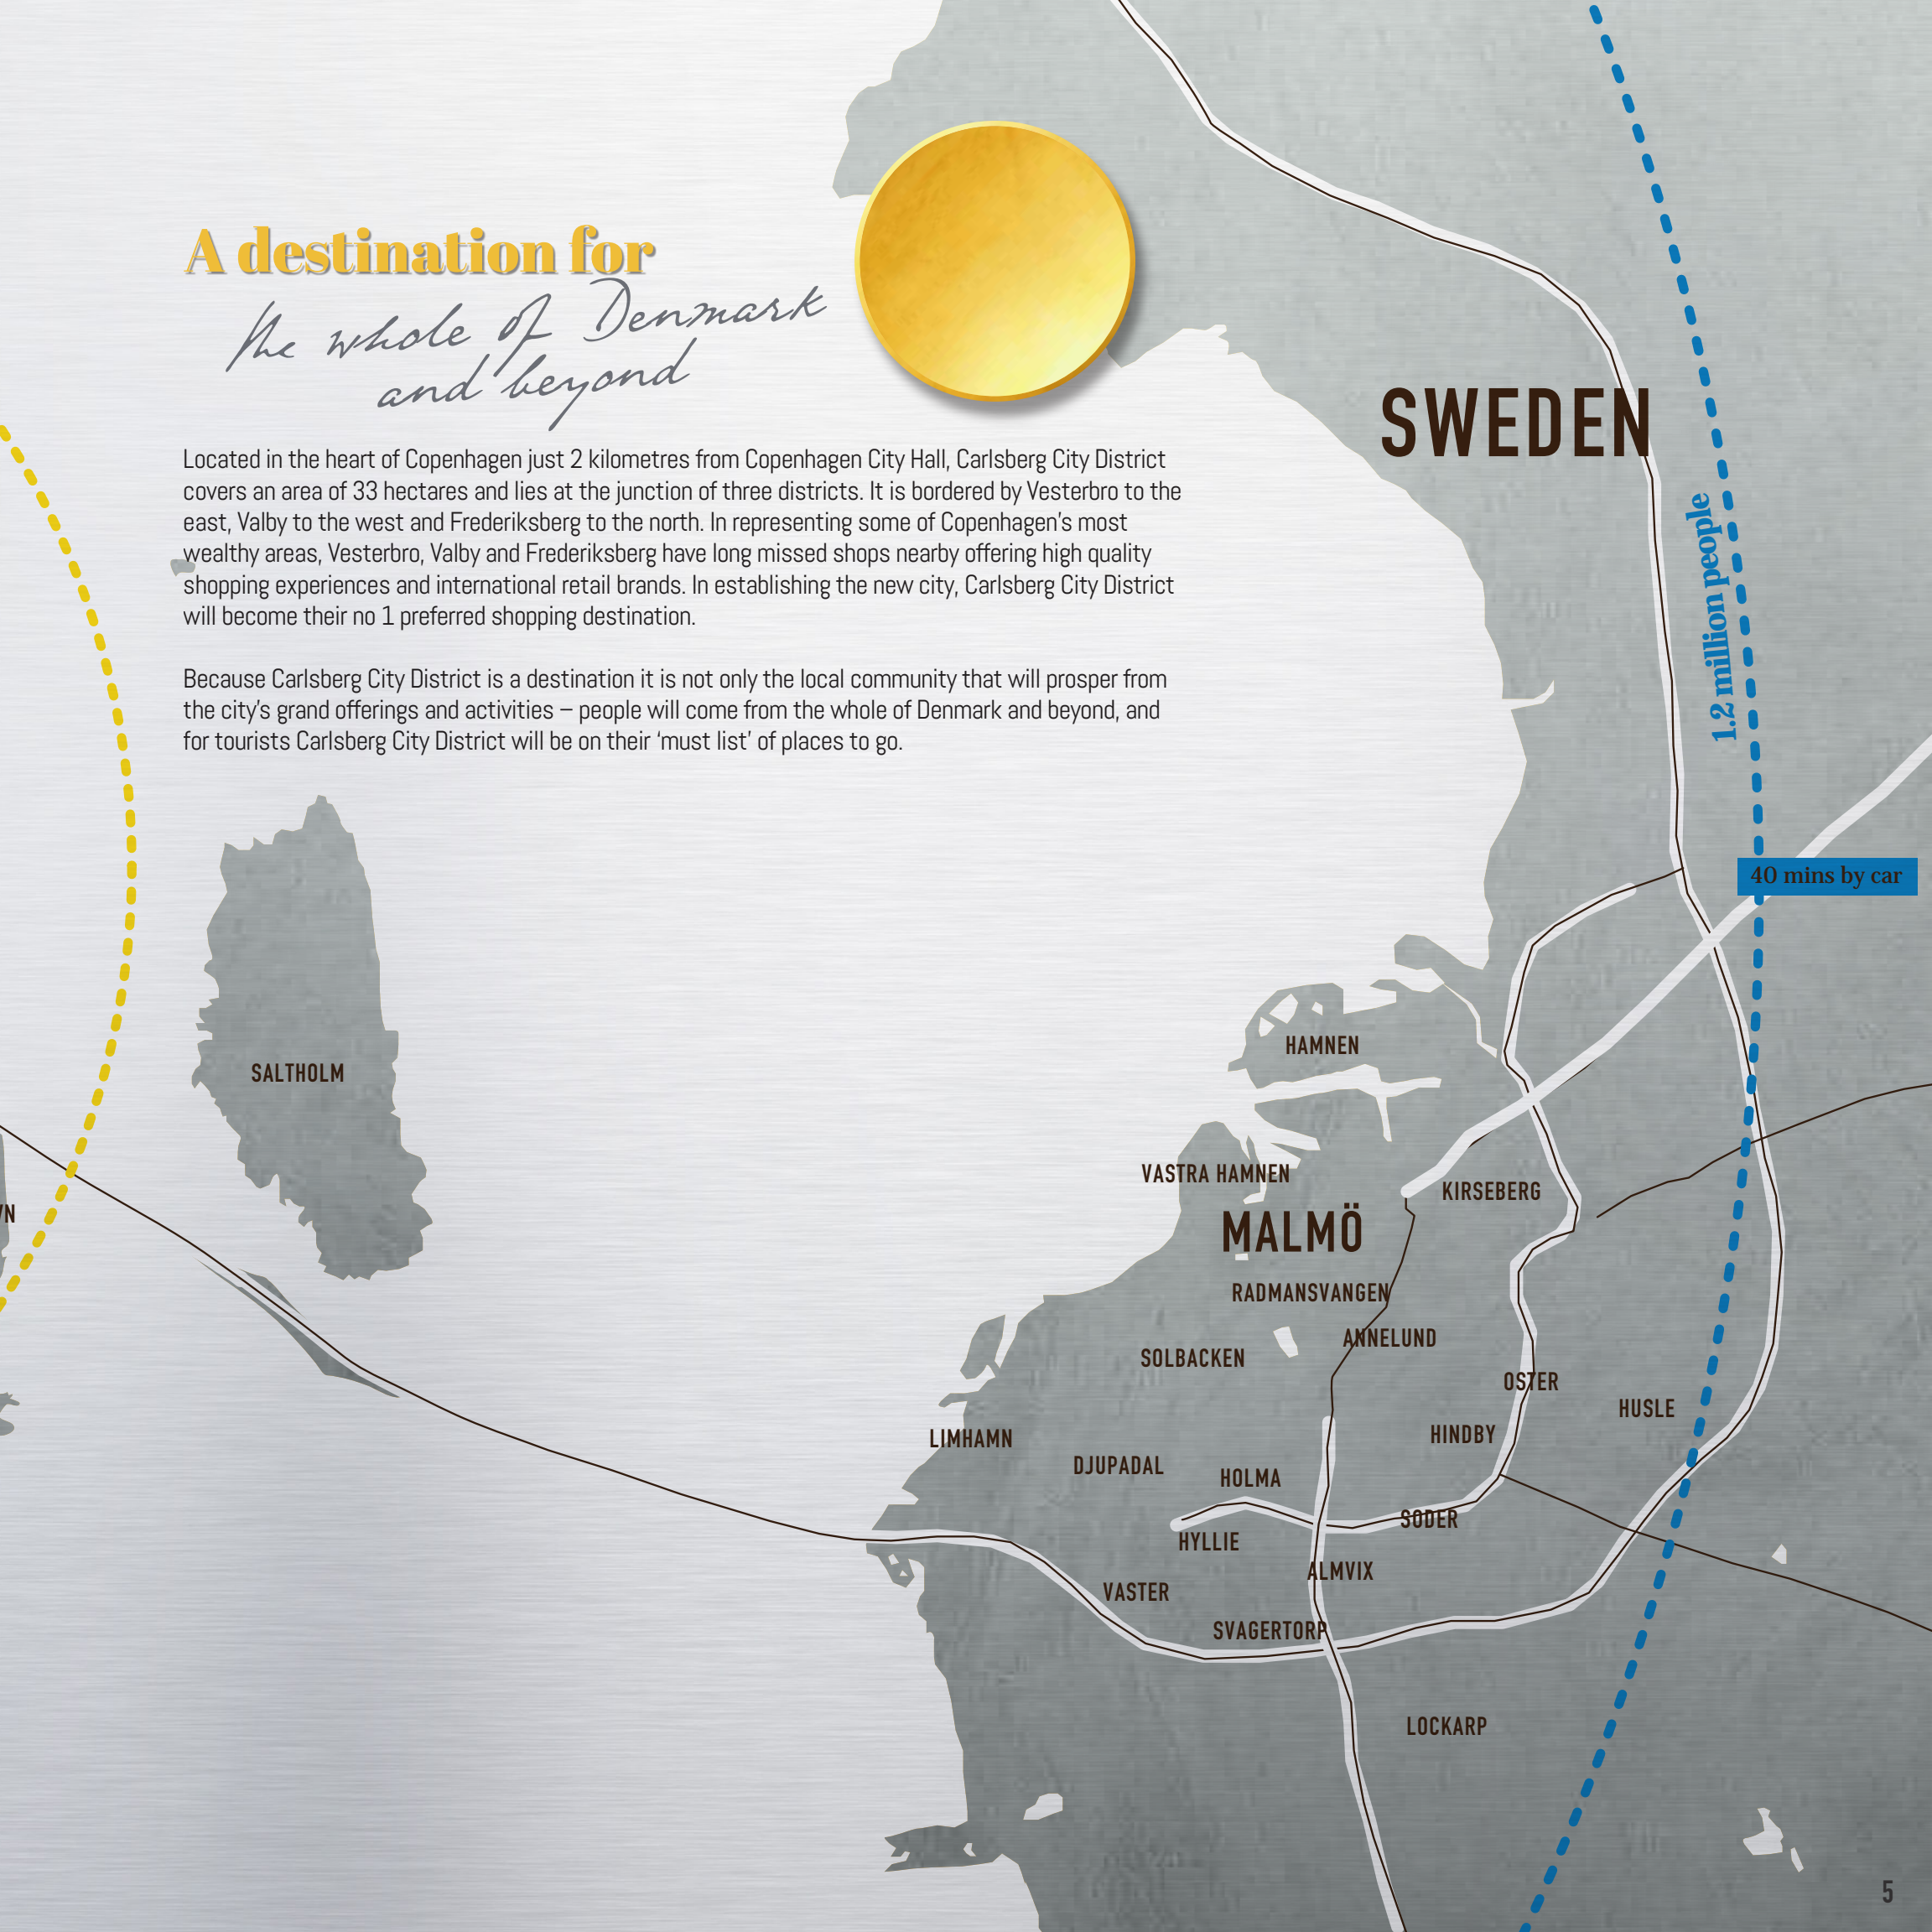 A destination for
the whole of Denmark
and beyond
Located in the heart of Copenhagen just 2 kilometres from Copenhagen City Hall, Carlsberg City District
covers an area of 33 hectares and lies at the junction of three districts. It is bordered by Vesterbro to the
east, Valby to the west and Frederiksberg to the north. In representing some of Copenhagen's most
wealthy areas, Vesterbro, Valby and Frederiksberg have long missed shops nearby offering high quality
shopping experiences and international retail brands. In establishing the new city, Carlsberg City District
will become their no 1 preferred shopping destination.
Because Carlsberg City District is a destination it is not only the local community that will prosper from
the city's grand offerings and activities – people will come from the whole of Denmark and beyond, and
for tourists Carlsberg City District will be on their ‘must list’ of places to go.
SWEDEN
1.2 million people
40 mins by car
HAMNEN
SALTHOLM
VASTRA HAMNEN
KIRSEBERG
MALMÖ
RADMANSVANGEN
ANNELUND
SOLBACKEN
OSTER
HUSLE
HINDBY
LIMHAMN
DJUPADAL
HOLMA
SODER
HYLLIE
ALMVIX
VASTER
SVAGERTORP
LOCKARP
5